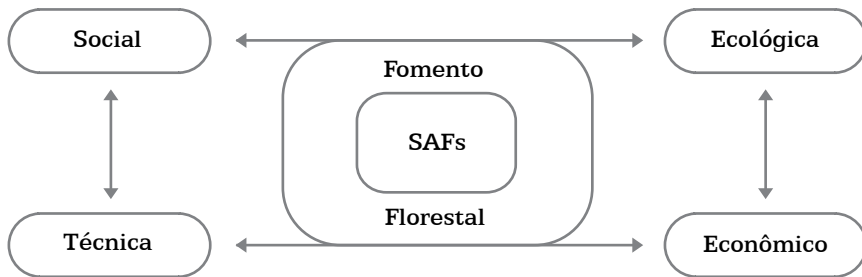 Social
Ecológica
Fomento
SAFs
Florestal
Técnica
Econômico